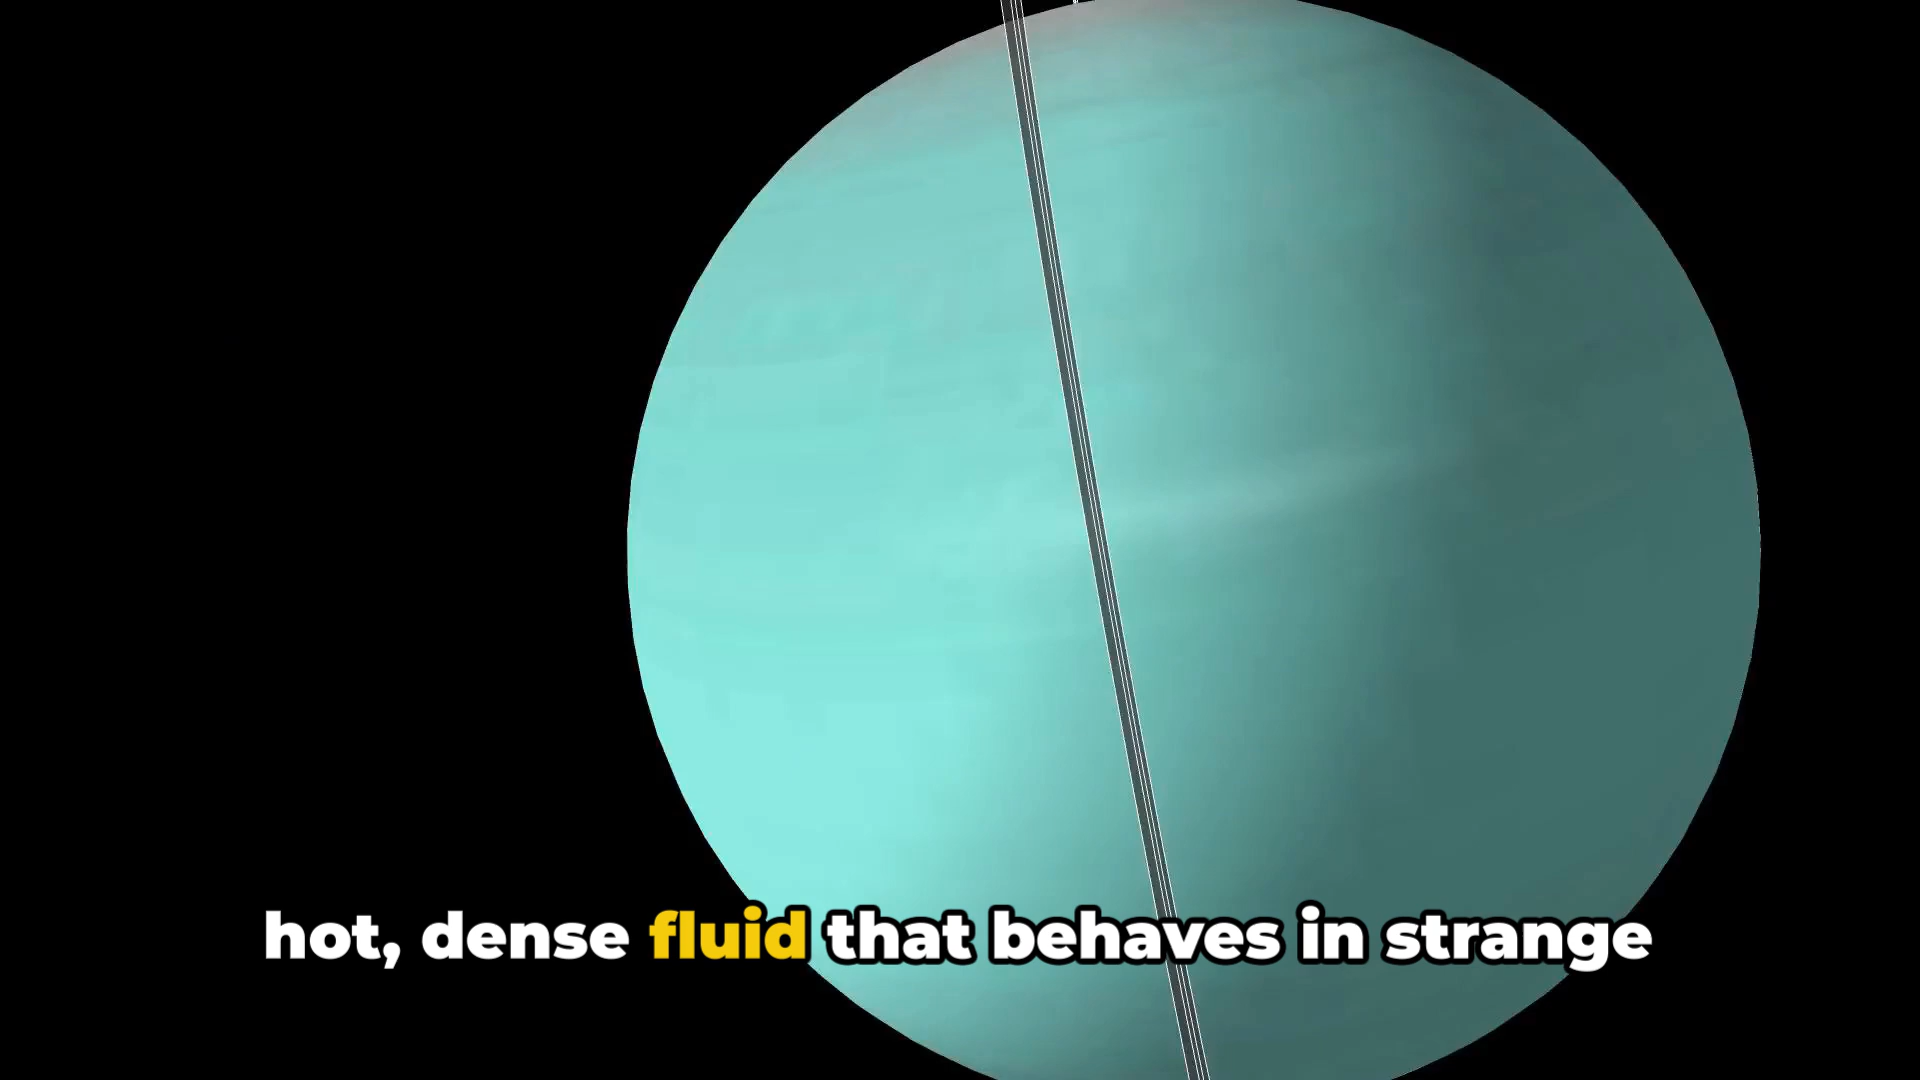 hot, dense fluid that behaves in strange